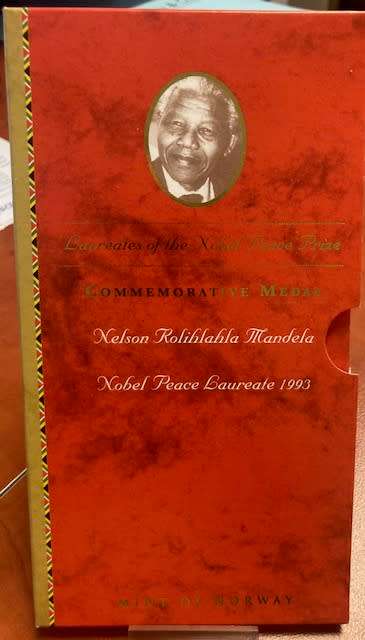 Laureates of the Nobel Peace Prize
COMMEMORATIVE MEDAL
Nelson Rolihlahla Mandela
Nobel Peace Laureate 1993
MINT OF NORWAY